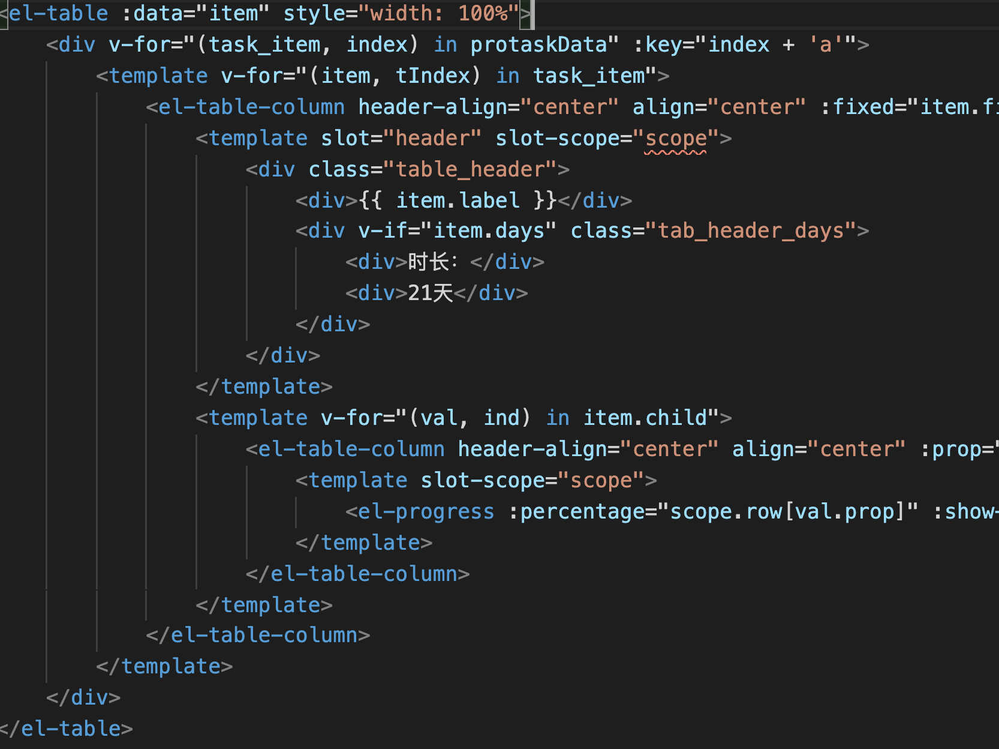 <el-table :data="item" style="width: 100%">
<div v-for="(task_item, index) in protaskData" :key="index + 'a'">
<template v-for="(item, tIndex) in task_item">
<el-table-column header-align="center" align="center" :fixed="item.fi
<template slot="header" slot-scope="scope">
<div class="table_header">
<div>{{ item.label }}</div>
<div v-if="item.days" class="tab_header_days">
<div>时长：</div>
<div>21天</div>
</div>
</div>
</template>
<template v-for="(val, ind) in item.child">
<el-table-column header-align="center" align="center" :prop="
<template slot-scope="scope">
<el-progress :percentage="scope.row[val.prop]" :show-
</template>
</el-table-column>
</template>
</el-table-column>
</template>
</div>
</el-table>